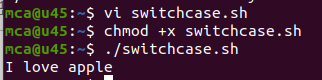 mca@u45:~$ vi switchcase.sh
mca@u45:~$ chmod +x switchcase.sh
mca@u45:~$ ./switchcase.sh
I love apple